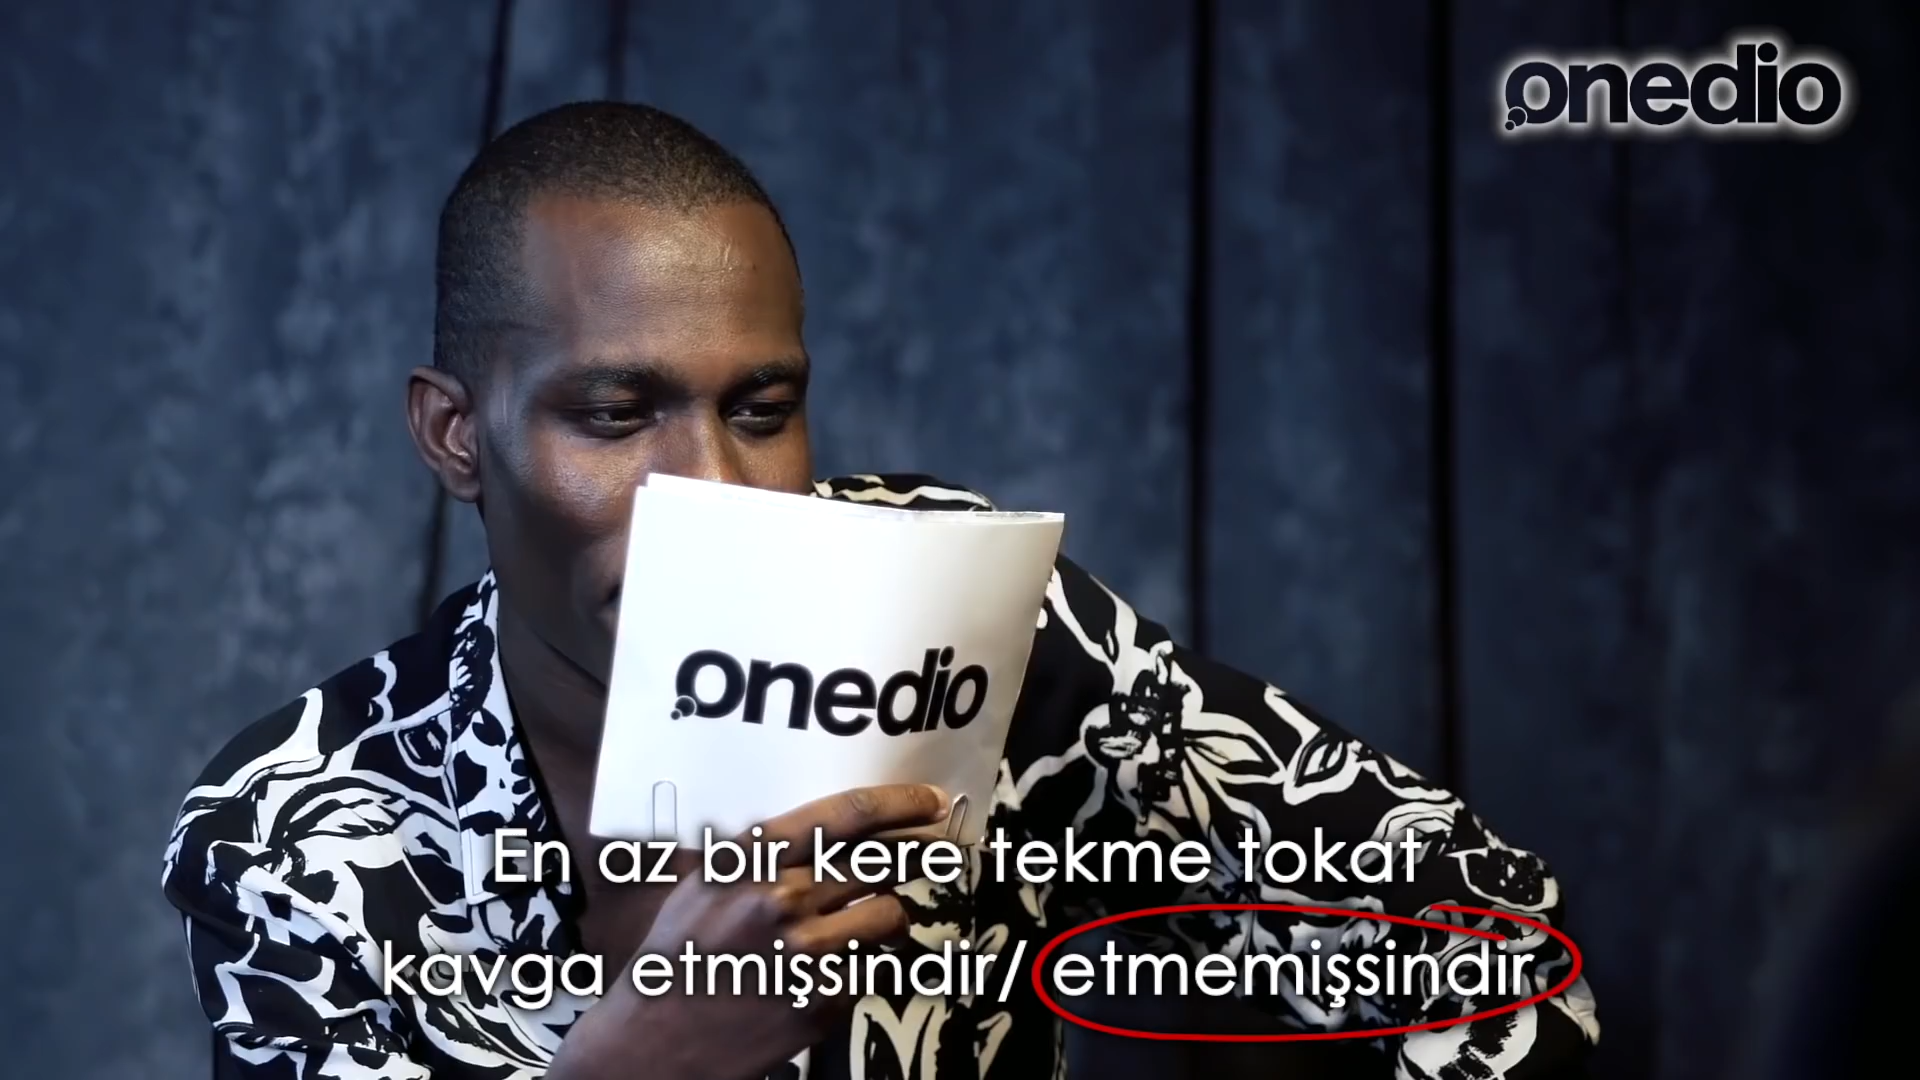 onedio
onedio
En az bir kere tekme tokat
kavga etmişsindir/ etmemişsindir